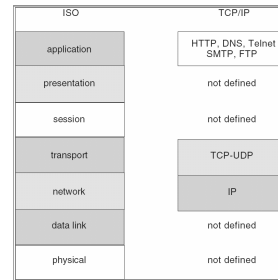 ISO TCP/IP
application HTTP, DNS, Telnet
SMTP, FTP
presentation not defined
session not defined
transport TCP-UDP
network IP
data link not defined
physical not defined